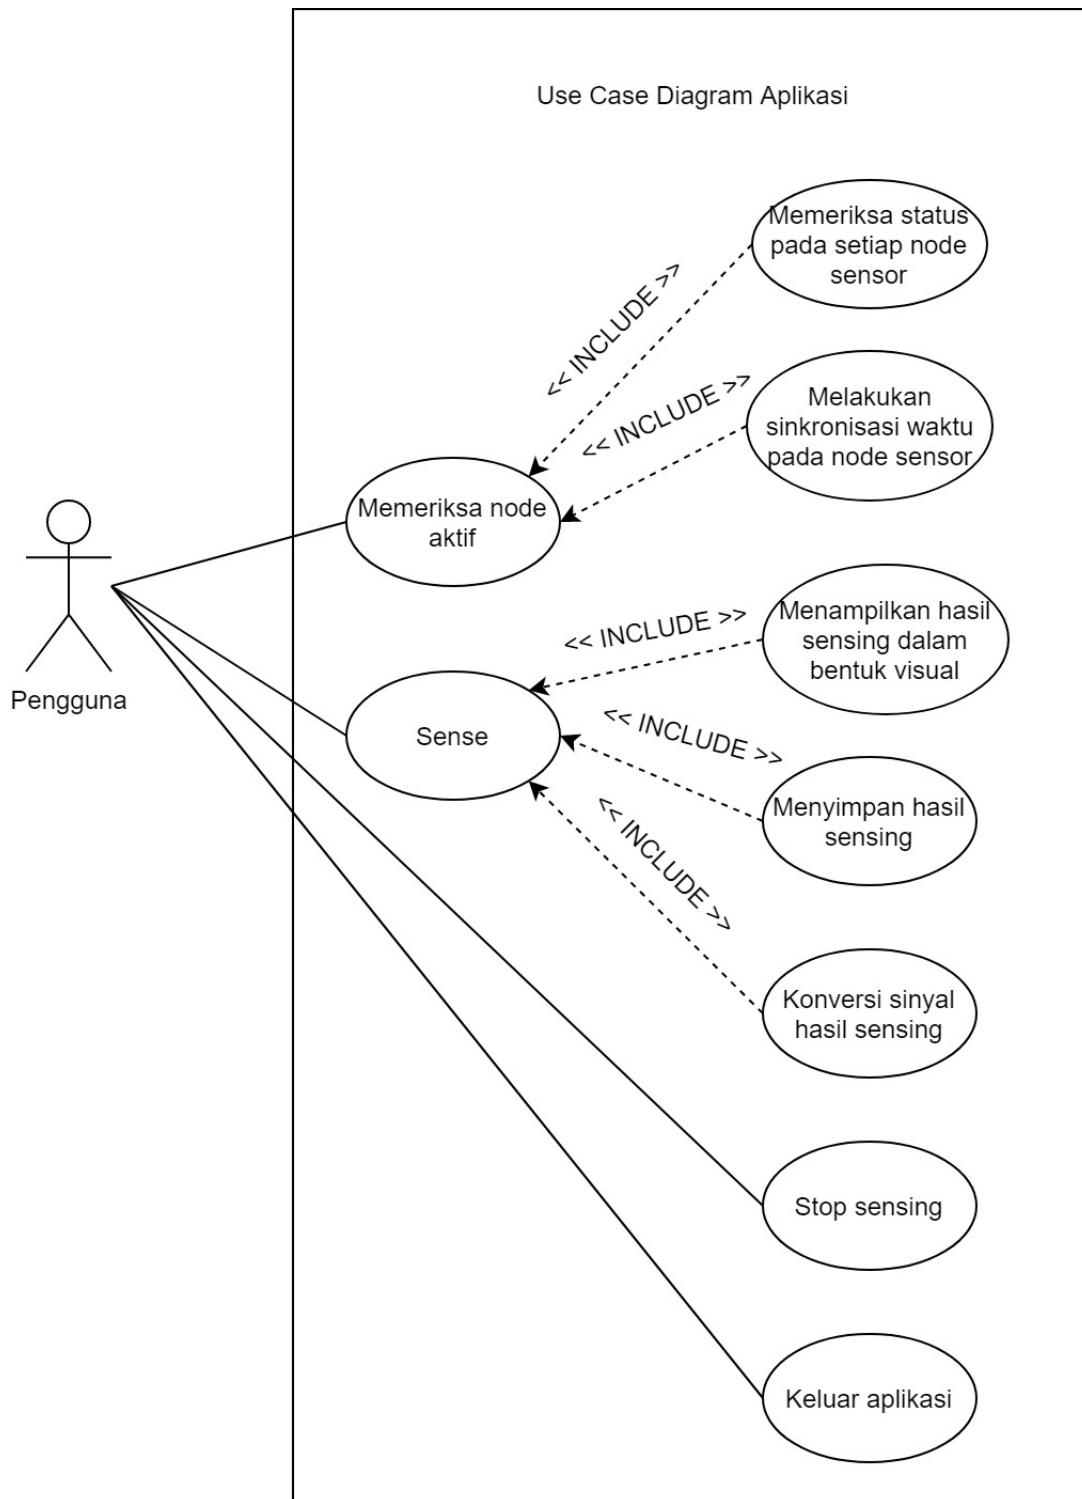 Use Case Diagram Aplikasi
Memeriksa status
pada setiap node
sensor
<< INCLUDE >>
Melakukan
sinkronisasi waktu
pada node sensor
<< INCLUDE >>
Memeriksa node
aktif
Pengguna
Menampilkan hasil
sensing dalam
bentuk visual
<< INCLUDE >>
Sense
<< INCLUDE >>
Menyimpan hasil
sensing
<< INCLUDE >>
Konversi sinyal
hasil sensing
Stop sensing
Keluar aplikasi